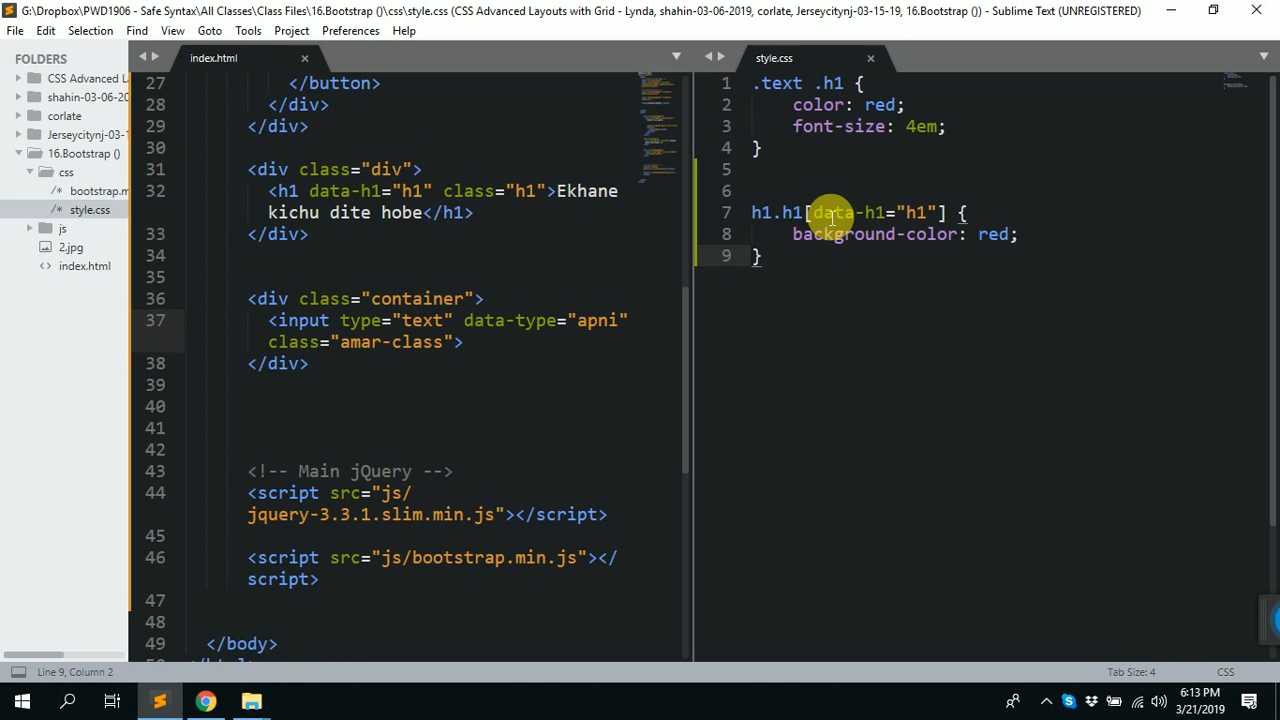 G:\Dropbox\PWD1906 - Safe Syntax\All Classes\Class Files\16.Bootstrap ()\css\style.css (CSS Advanced Layouts with Grid - Lynda, shahin-03-06-2019, corlate, Jerseycitynj-03-15-19, 16.Bootstrap ()) - Sublime Text (UNREGISTERED)
File Edit Selection Find View Goto Tools Project Preferences Help
FOLDERS
CSS Advanced La
shahin-03-06-20
corlate
Jerseycitynj-03-1
16.Bootstrap ()
css
/* bootstrap.m
/* style.css
js
2.jpg
<> index.html
index.html
27 </button>
28 </div>
29 </div>
30
31 <div class="div">
32 <h1 data-h1="h1" class="h1">Ekhane
kichu dite hobe</h1>
33 </div>
34
35
36 <div class="container">
37 <input type="text" data-type="apni"
class="amar-class">
38 </div>
39
40
41
42
43 <!-- Main jQuery -->
44 <script src="js/
jquery-3.3.1.slim.min.js"></script>
45
46 <script src="js/bootstrap.min.js"></
script>
47
48
49 </body>
style.css
1 .text .h1 {
2 color: red;
3 font-size: 4em;
4 }
5
6
7 h1.h1[data-h1="h1"] {
8 background-color: red;
9 }
Line 9, Column 2
Tab Size: 4
CSS
6:13 PM
3/21/2019